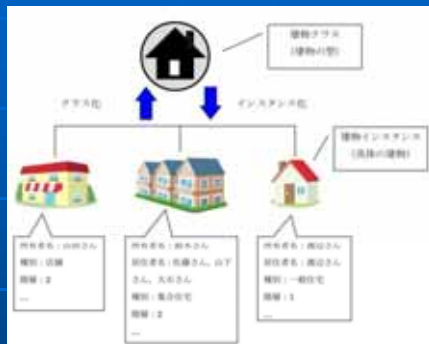 建物クラス
(建物の型)
クラス化
インスタンス化
建物インスタンス
(具体の建物)
所有者名：山田さん
種別：店舗
階層：2
...
所有者名：鈴木さん
居住者名：佐藤さん、山下
さん、大石さん
種別：集合住宅
階層：2
...
所有者名：渡辺さん
居住者名：渡辺さん
種別：一般住宅
階層：1
...